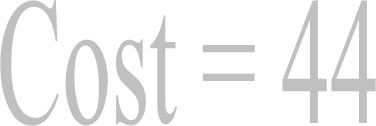 Cost = 44